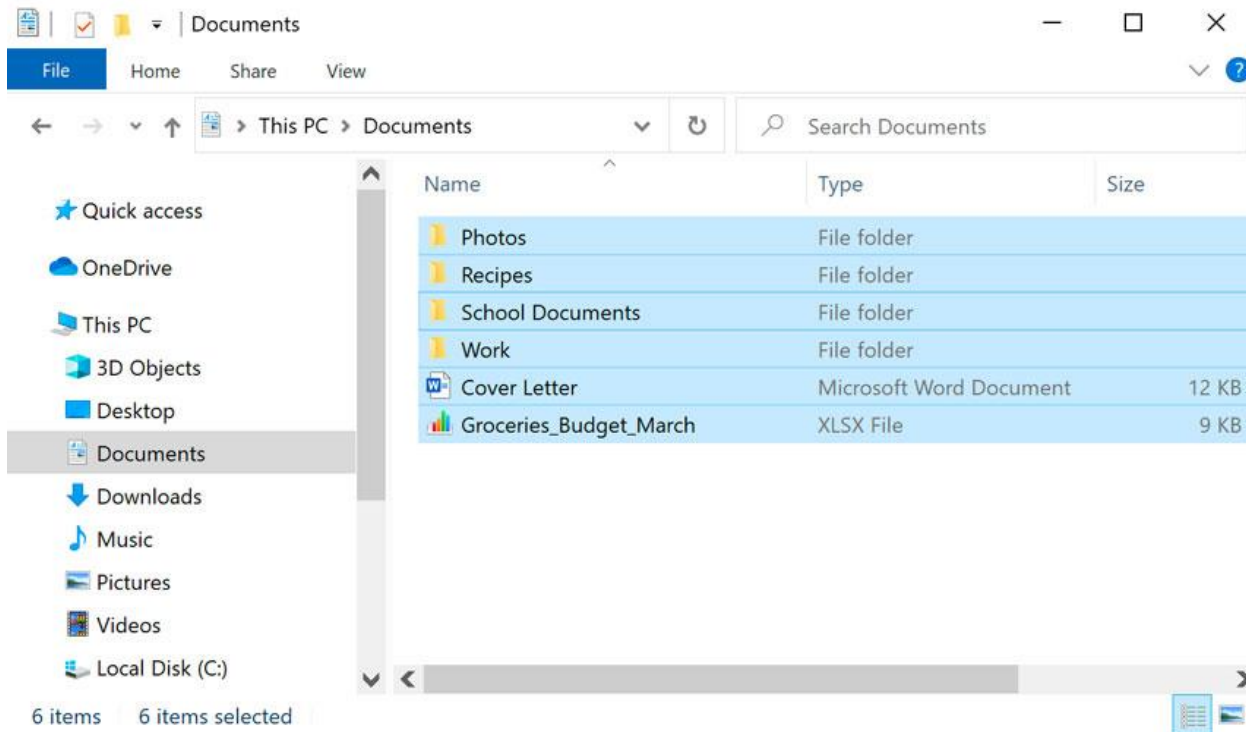 Documents
File Home Share View ?
This PC > Documents Search Documents
Name Type Size
Quick access
OneDrive
This PC
3D Objects
Desktop
Documents
Downloads
Music
Pictures
Videos
Local Disk (C:)
Photos File folder
Recipes File folder
School Documents File folder
Work File folder
W Cover Letter Microsoft Word Document 12 KB
Groceries_Budget_March XLSX File 9 KB
6 items 6 items selected